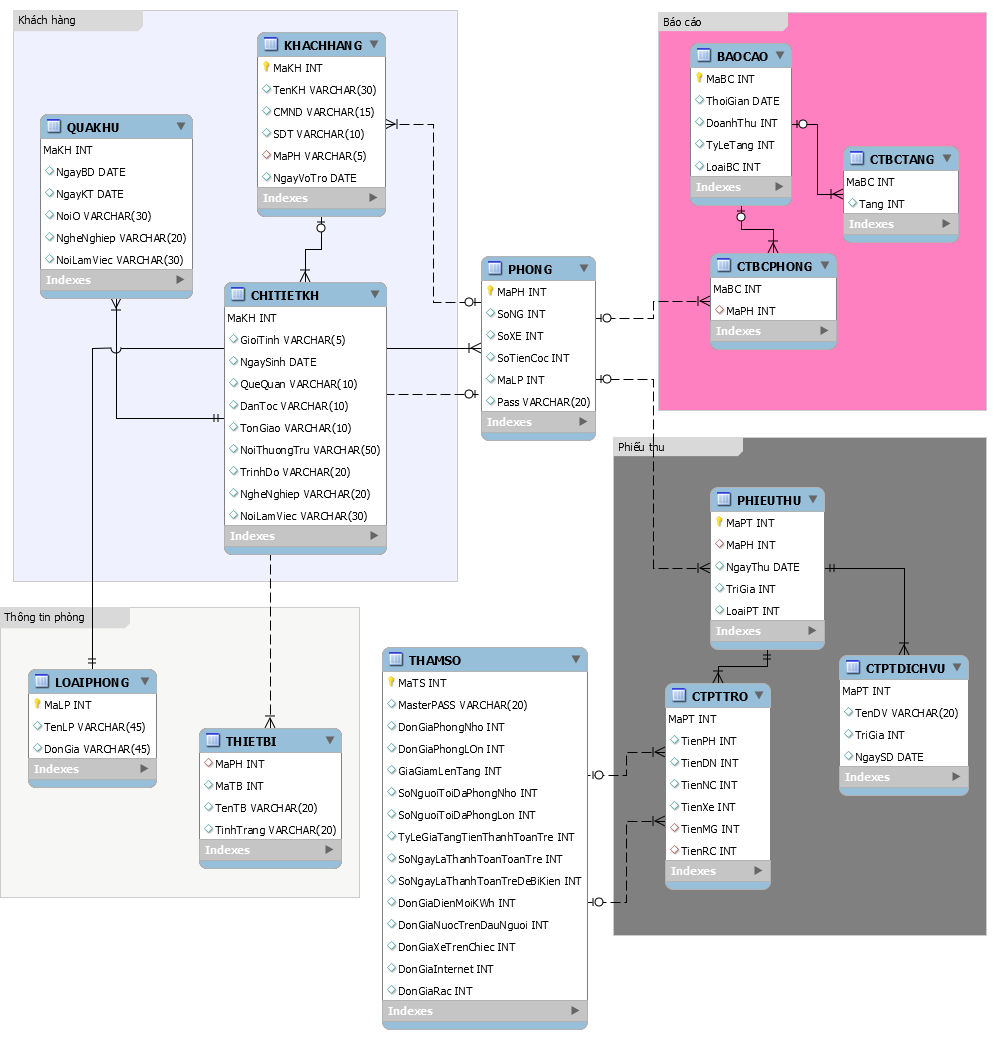 Khách hàng
KHACHHANG
MaKH INT
TenKH VARCHAR(30)
CMND VARCHAR(15)
SDT VARCHAR(10)
MaPH VARCHAR(5)
NgayVoTro DATE
Indexes
QUAKHU
MaKH INT
NgayBD DATE
NgayKT DATE
NoiO VARCHAR(30)
NgheNghiep VARCHAR(20)
NoiLamViec VARCHAR(30)
Indexes
CHITIETKH
MaKH INT
GioiTinh VARCHAR(5)
NgaySinh DATE
QueQuan VARCHAR(10)
DanToc VARCHAR(10)
TonGiao VARCHAR(10)
NoiThuongTru VARCHAR(50)
TrinhDo VARCHAR(20)
NgheNghiep VARCHAR(20)
NoiLamViec VARCHAR(30)
Indexes
PHONG
MaPH INT
SoNG INT
SoXE INT
SoTienCoc INT
MaLP INT
Pass VARCHAR(20)
Indexes
Báo cáo
BAOCAO
MaBC INT
ThoiGian DATE
DoanhThu INT
TyLeTang INT
LoaiBC INT
Indexes
CTBCTANG
MaBC INT
Tang INT
Indexes
CTBCPHONG
MaBC INT
MaPH INT
Indexes
Phiếu thu
PHIEUTHU
MaPT INT
MaPH INT
NgayThu DATE
TriGia INT
LoaiPT INT
Indexes
CTPTDICHVU
MaPT INT
TenDV VARCHAR(20)
TriGia INT
NgaySD DATE
Indexes
CTPTTRO
MaPT INT
TienPH INT
TienDN INT
TienNC INT
TienXe INT
TienMG INT
TienRC INT
Indexes
Thông tin phòng
LOAIPHONG
MaLP INT
TenLP VARCHAR(45)
DonGia VARCHAR(45)
Indexes
THIETBI
MaPH INT
MaTB INT
TenTB VARCHAR(20)
TinhTrang VARCHAR(20)
Indexes
THAMSO
MaTS INT
MasterPASS VARCHAR(20)
DonGiaPhongNho INT
DonGiaPhongLOn INT
GiaGiamLenTang INT
SoNguoiToiDaPhongNho INT
SoNguoiToiDaPhongLon INT
TyLeGiaTangTienThanhToanTre INT
SoNgayLaThanhToanToanTre INT
SoNgayLaThanhToanTreDeBiKien INT
DonGiaDienMoiKWh INT
DonGiaNuocTrenDauNguoi INT
DonGiaXeTrenChiec INT
DonGiaInternet INT
DonGiaRac INT
Indexes